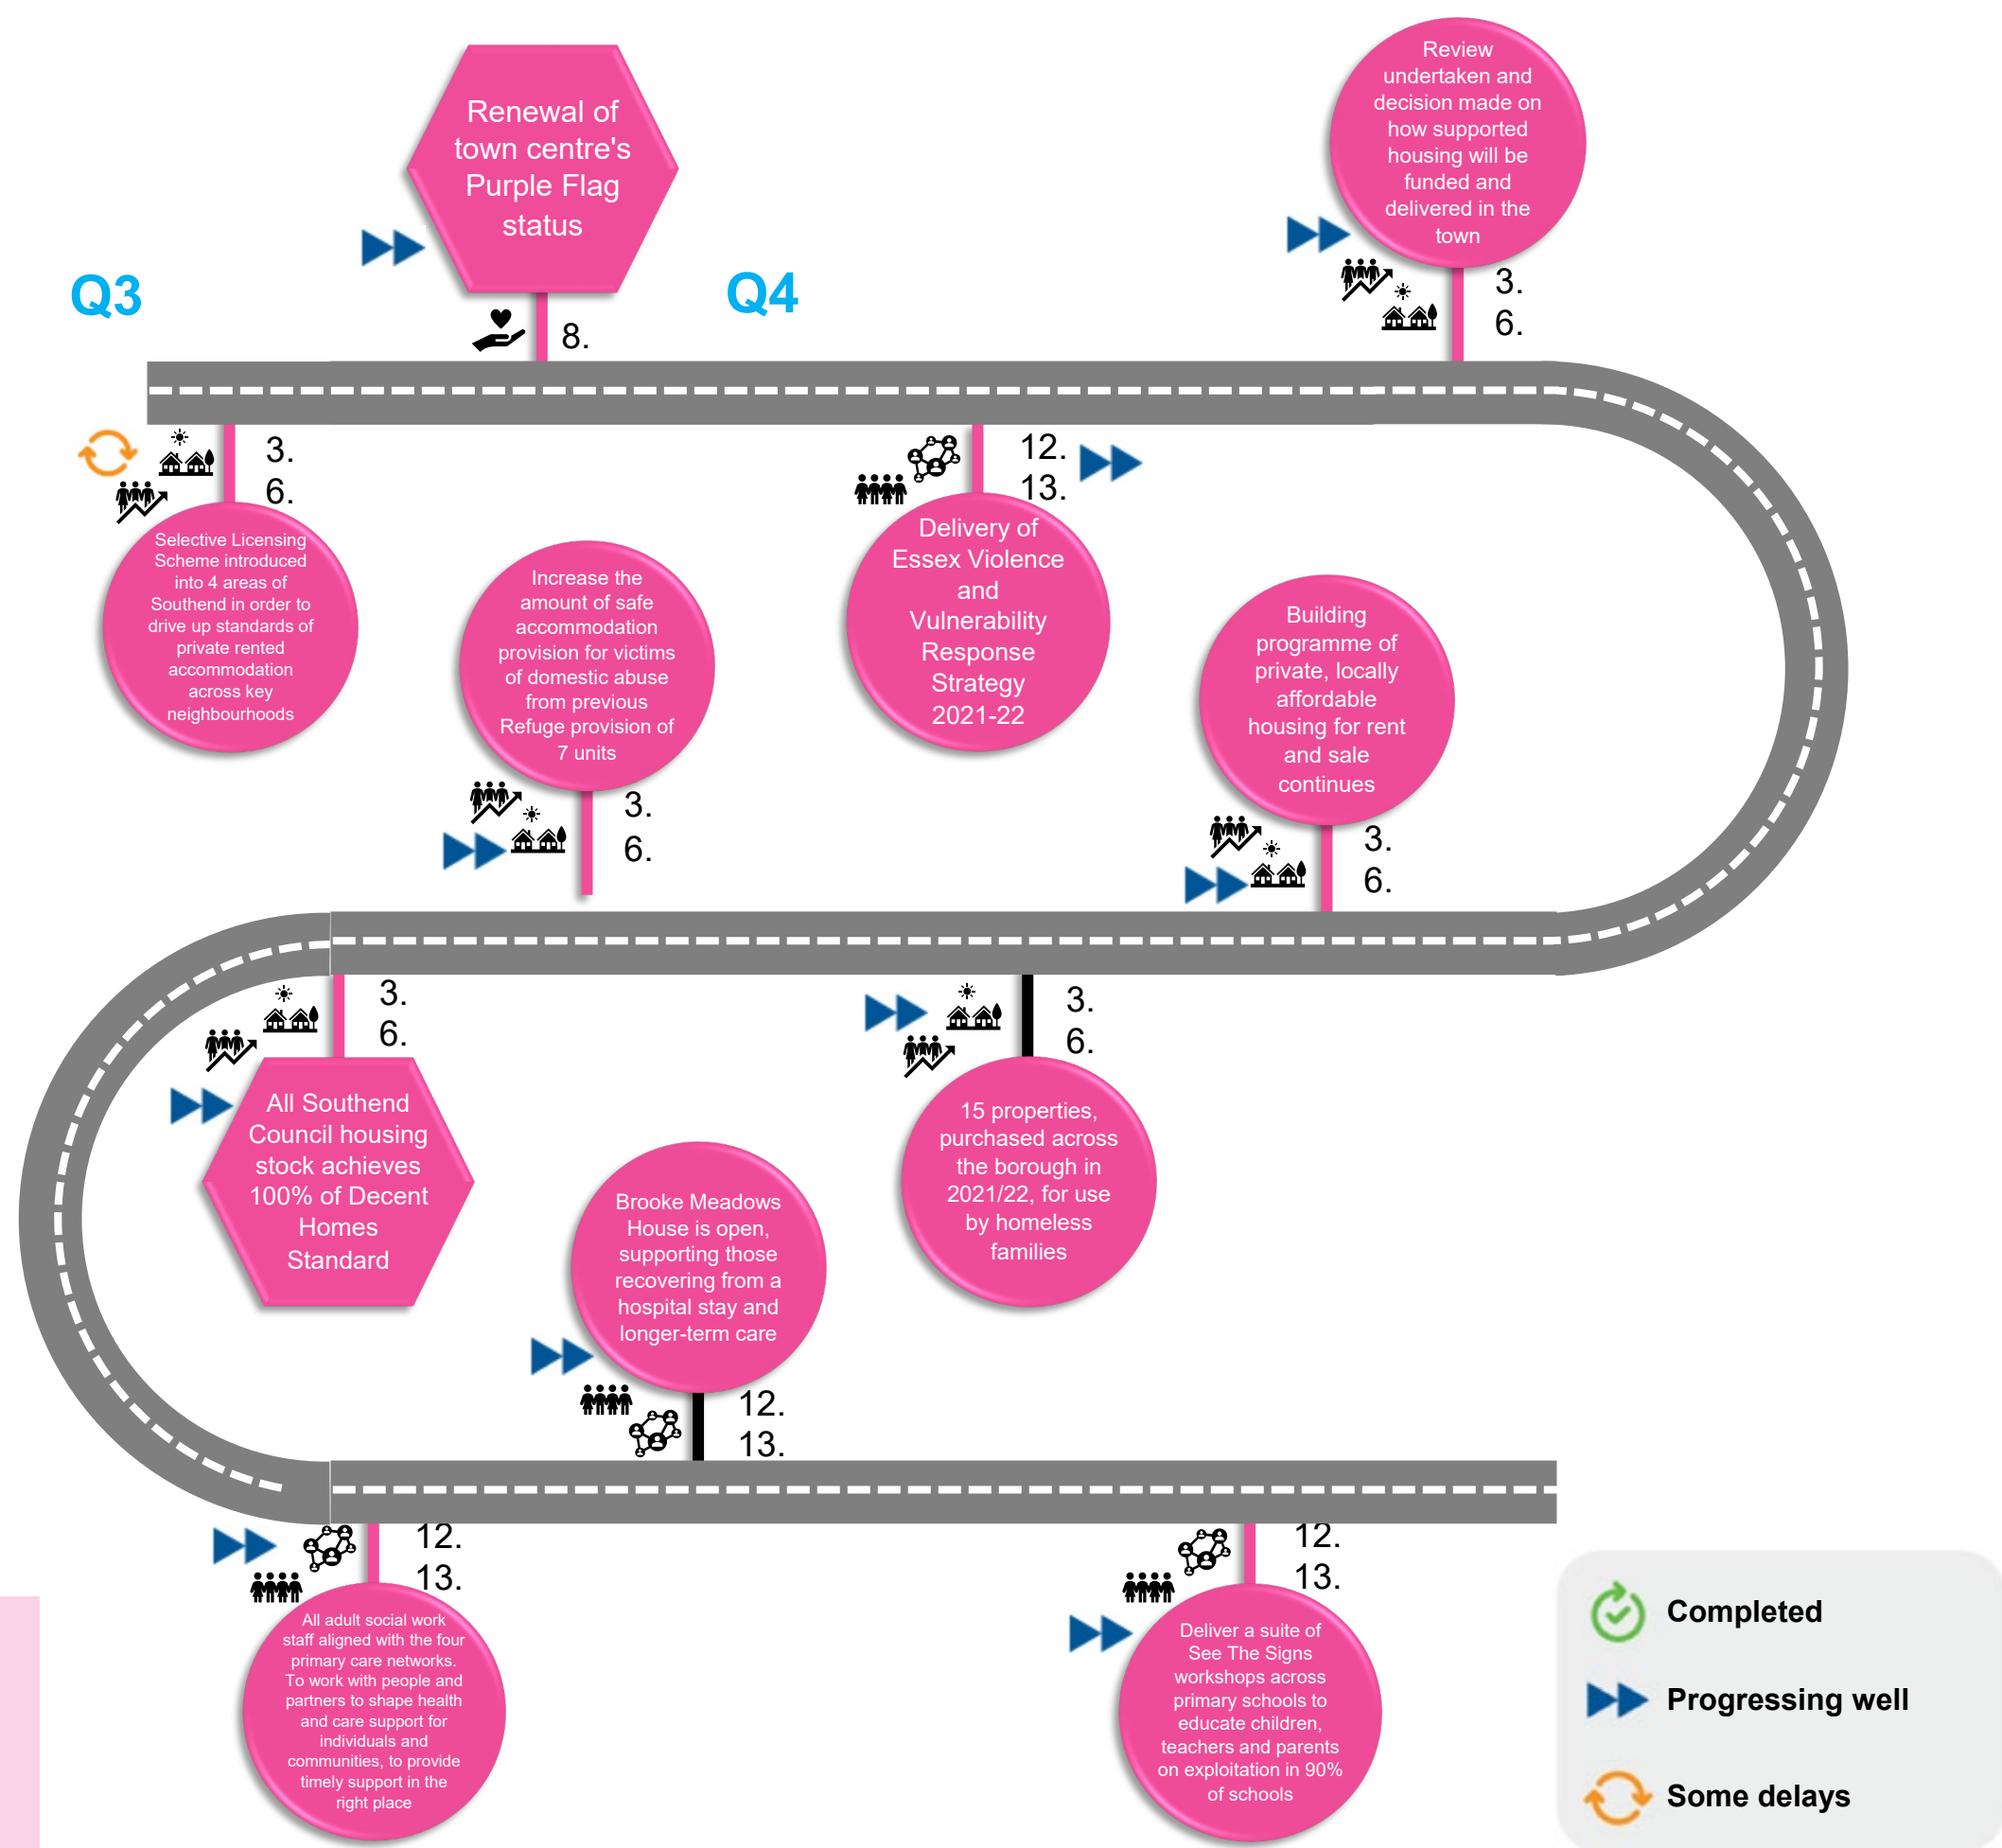 Renewal of
town centre's
Purple Flag
status
Review
undertaken and
decision made on
how supported
housing will be
funded and
delivered in the
town
Q3
Q4
8.
3.
6.
3.
6.
Selective Licensing
Scheme introduced
into 4 areas of
Southend in order to
drive up standards of
private rented
accommodation
across key
neighbourhoods
Increase the
amount of safe
accommodation
provision for victims
of domestic abuse
from previous
Refuge provision of
7 units
3.
6.
12.
13.
Delivery of
Essex Violence
and
Vulnerability
Response
Strategy
2021-22
Building
programme of
private, locally
affordable
housing for rent
and sale
continues
3.
6.
3.
6.
All Southend
Council housing
stock achieves
100% of Decent
Homes
Standard
3.
6.
15 properties,
purchased across
the borough in
2021/22, for use
by homeless
families
Brooke Meadows
House is open,
supporting those
recovering from a
hospital stay and
longer-term care
12.
13.
12.
13.
All adult social work
staff aligned with the four
primary care networks.
To work with people and
partners to shape health
and care support for
individuals and
communities, to provide
timely support in the
right place
12.
13.
Deliver a suite of
See The Signs
workshops across
primary schools to
educate children,
teachers and parents
on exploitation in 90%
of schools
Completed
Progressing well
Some delays